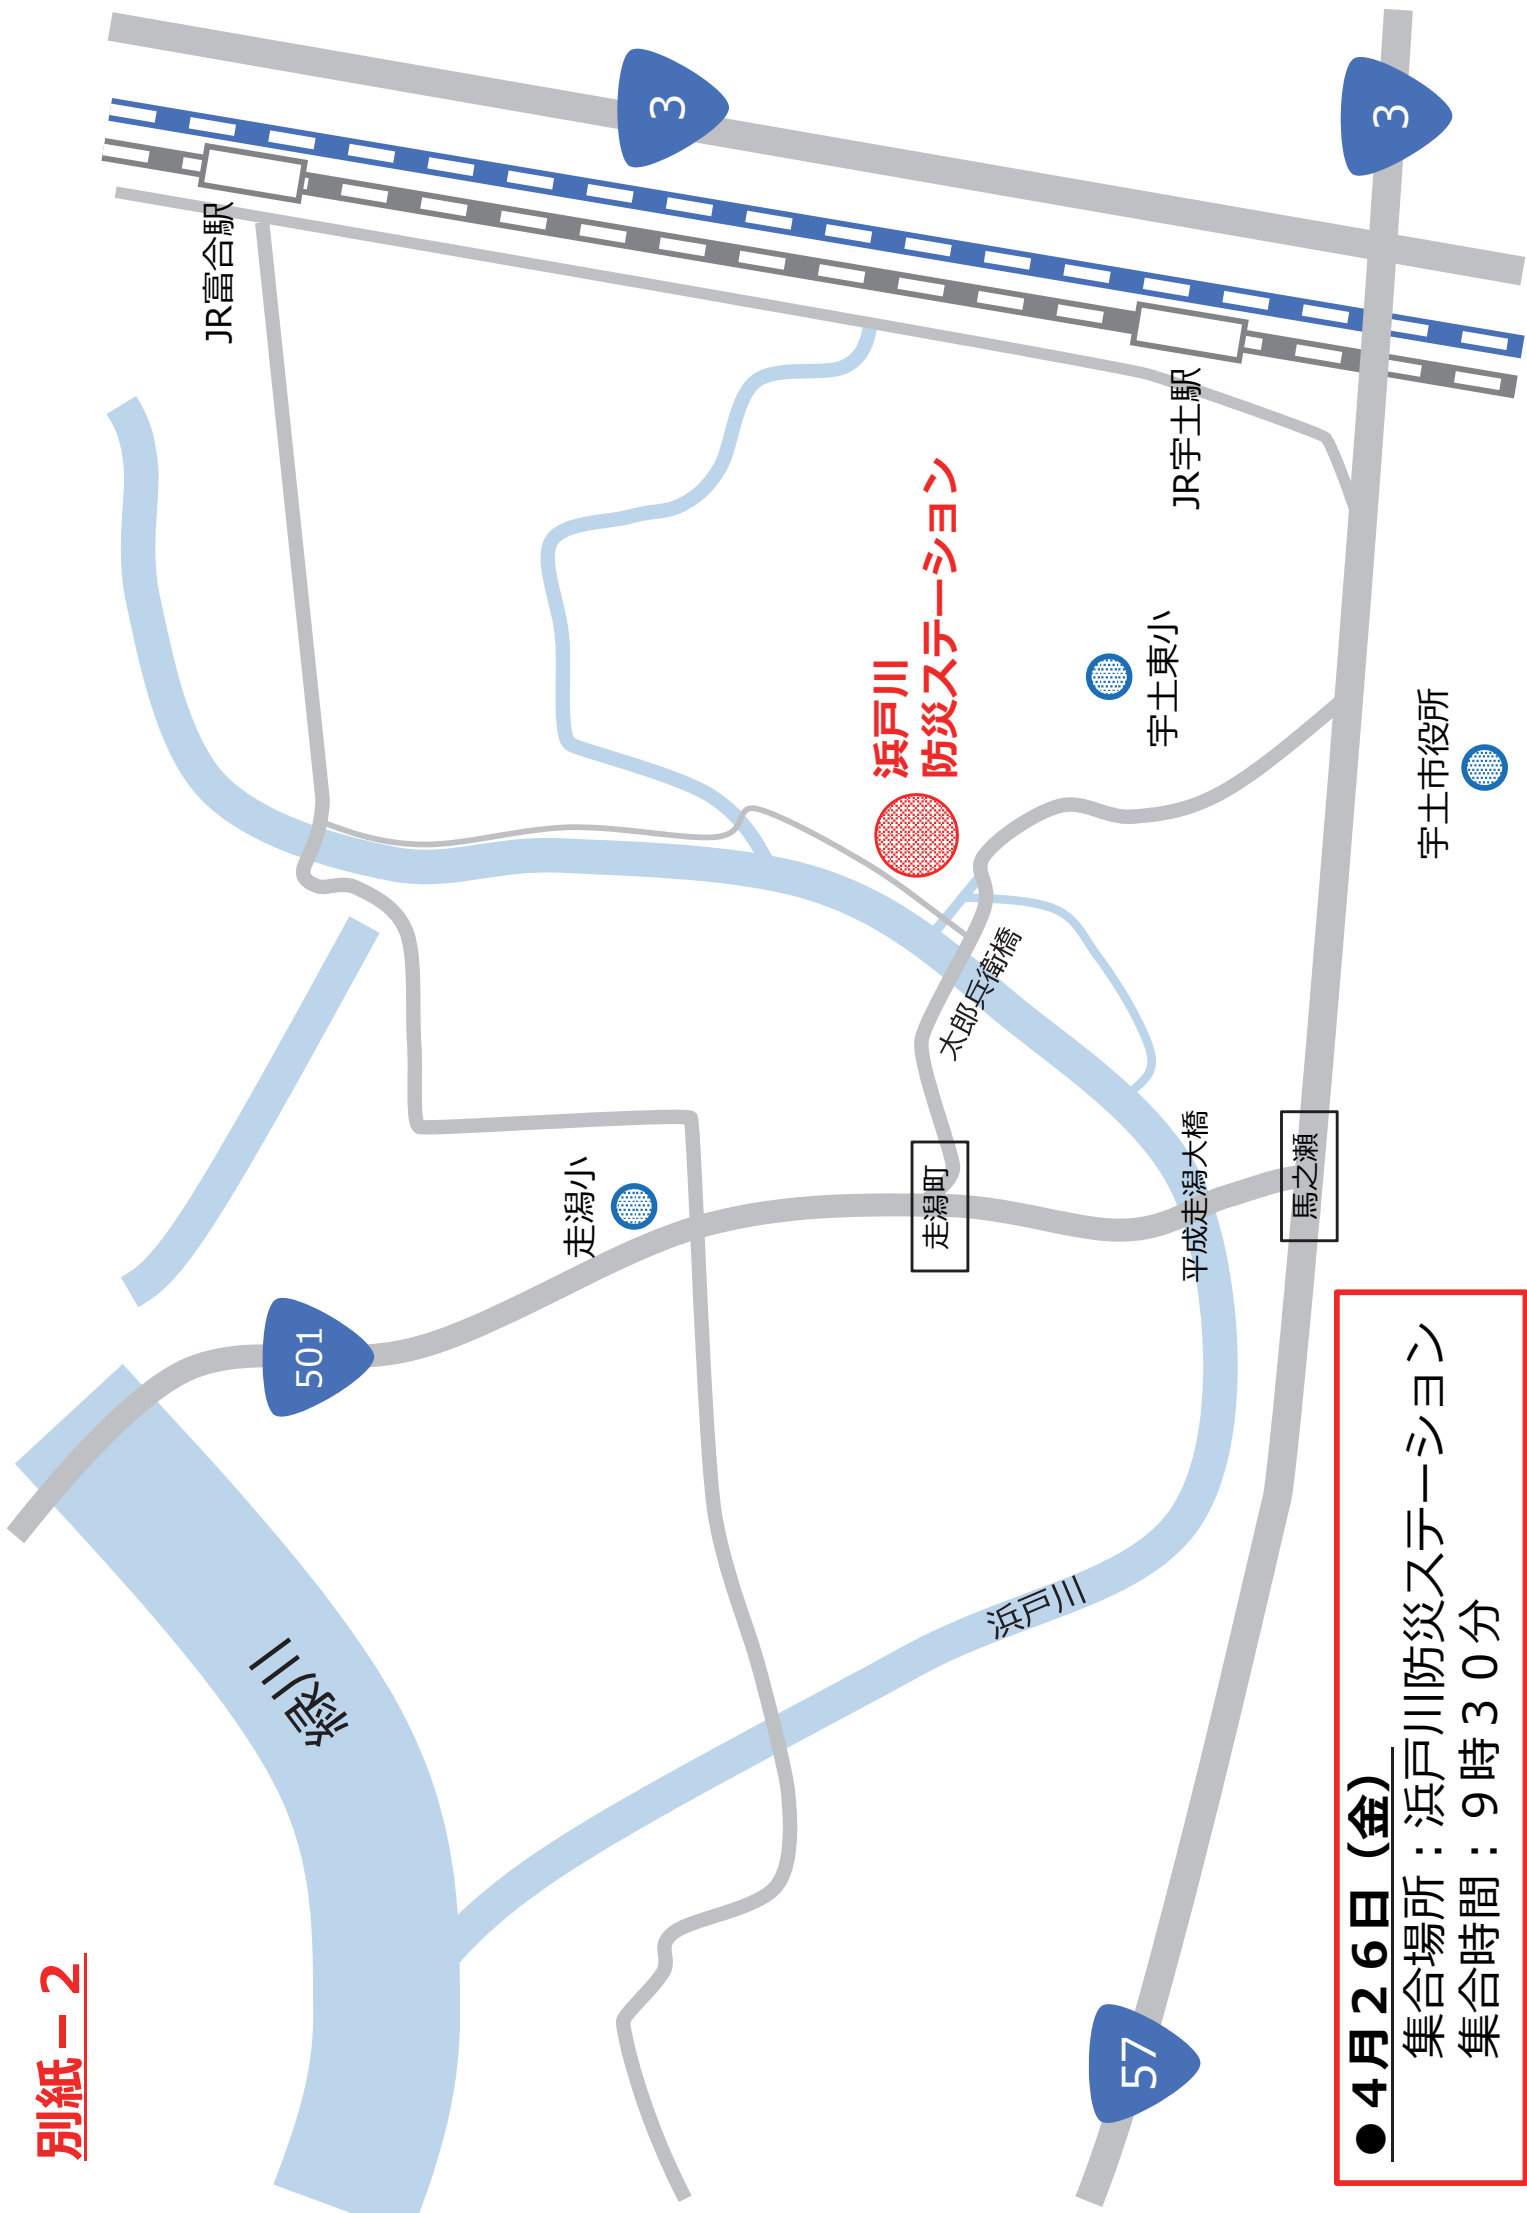 別紙－２
緑川
501
走潟小
JR富合駅
3
浜戸川
防災ステーション
太郎兵衛橋
走潟町
浜戸川
平成走潟大橋
馬之瀬
宇土東小
JR宇土駅
宇土市役所
3
57
●４月２６日（金）
集合場所：浜戸川防災ステーション
集合時間：９時３０分